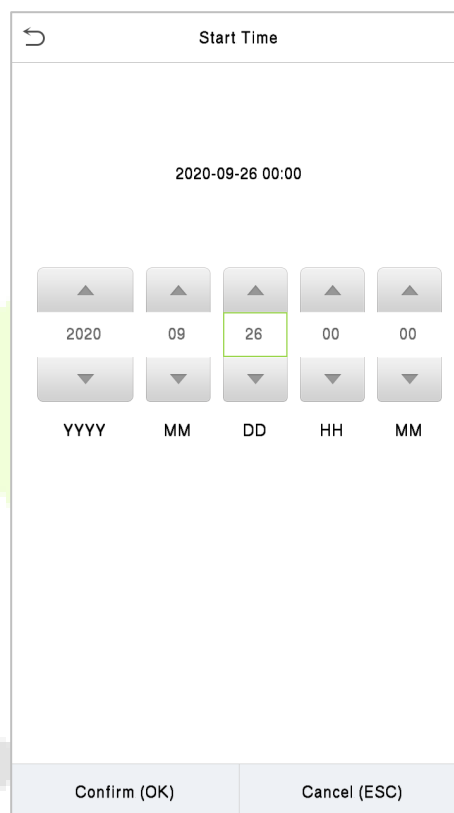 Start Time
2020-09-26 00:00
2020 09 26 00 00
YYYY MM DD HH MM
Confirm (OK) Cancel (ESC)